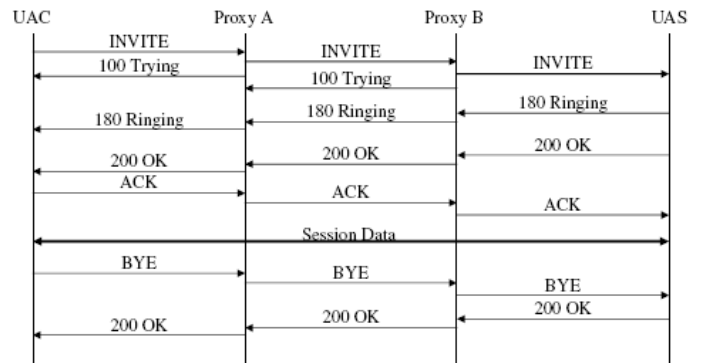 UAC Proxy A Proxy B UAS
INVITE
INVITE
INVITE
100 Trying
100 Trying
180 Ringing
180 Ringing
180 Ringing
200 OK
200 OK
200 OK
ACK
ACK
ACK
Session Data
BYE
BYE
BYE
200 OK
200 OK
200 OK